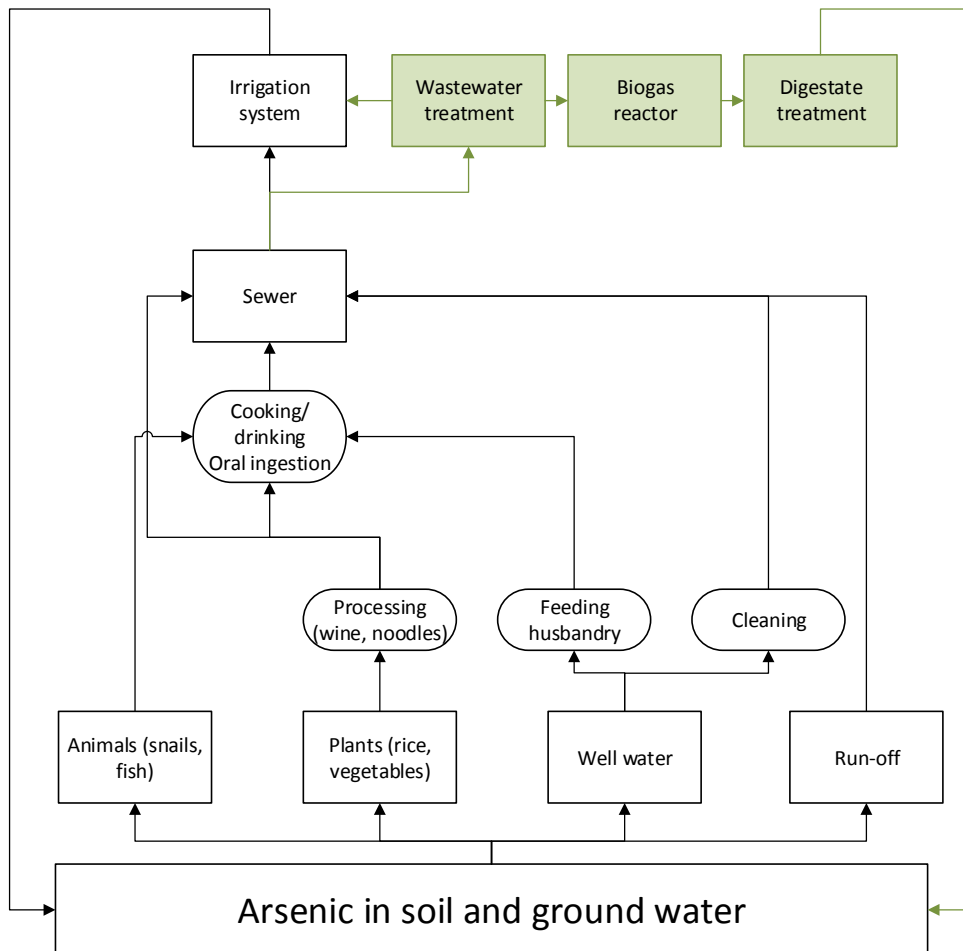 Irrigation
system
Wastewater
treatment
Biogas
reactor
Digestate
treatment
Sewer
Cooking/
drinking
Oral ingestion
Processing
(wine, noodles)
Feeding
husbandry
Cleaning
Animals (snails,
fish)
Plants (rice,
vegetables)
Well water
Run-off
Arsenic in soil and ground water